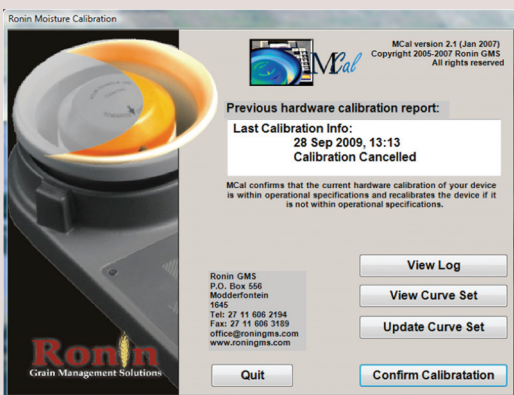 Ronin Moisture Calibration
MCal
MCal version 2.1 (Jan 2007)
Copyright 2005-2007 Ronin GMS
All rights reserved
Previous hardware calibration report:
Last Calibration Info:
28 Sep 2009, 13:13
Calibration Cancelled
MCal confirms that the current hardware calibration of your device
is within operational specifications and recalibrates the device if it
is not within operational specifications.
Ronin GMS
P.O. Box 556
Modderfontein
1645
Tel: 27 11 606 2194
Fax: 27 11 606 3189
office@roningms.com
www.roningms.com
View Log
View Curve Set
Update Curve Set
Quit
Confirm Calibratation
Ronin
Grain Management Solutions